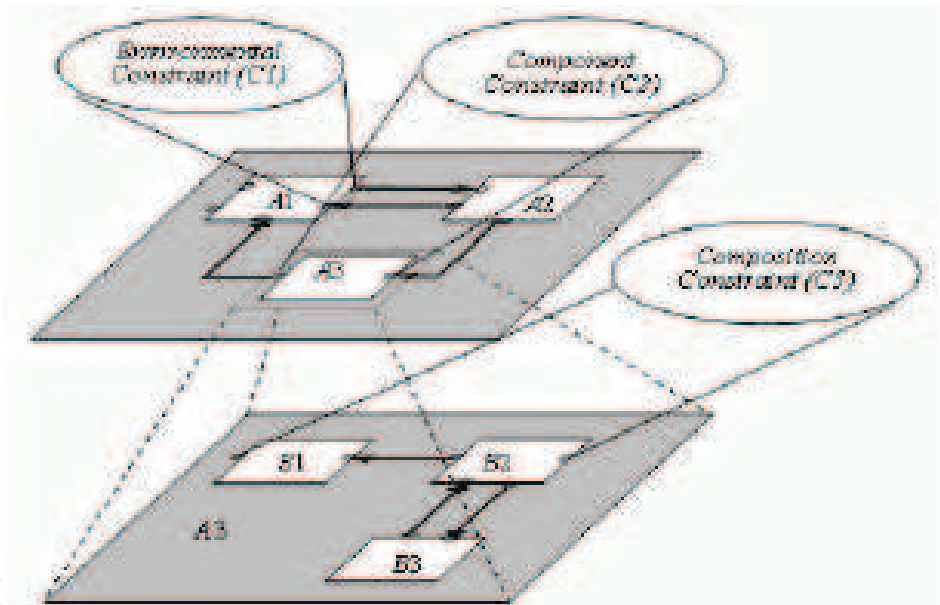 Environmental
Constraint (C1)
Component
Constraint (C2)
A1
A2
A3
Composition
Constraint (C3)
B1
B2
A3
B3